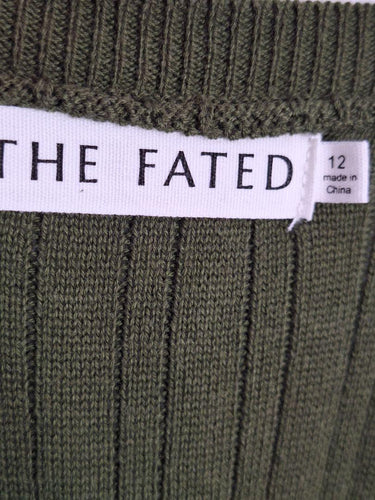 THE FATED
12
made in
China